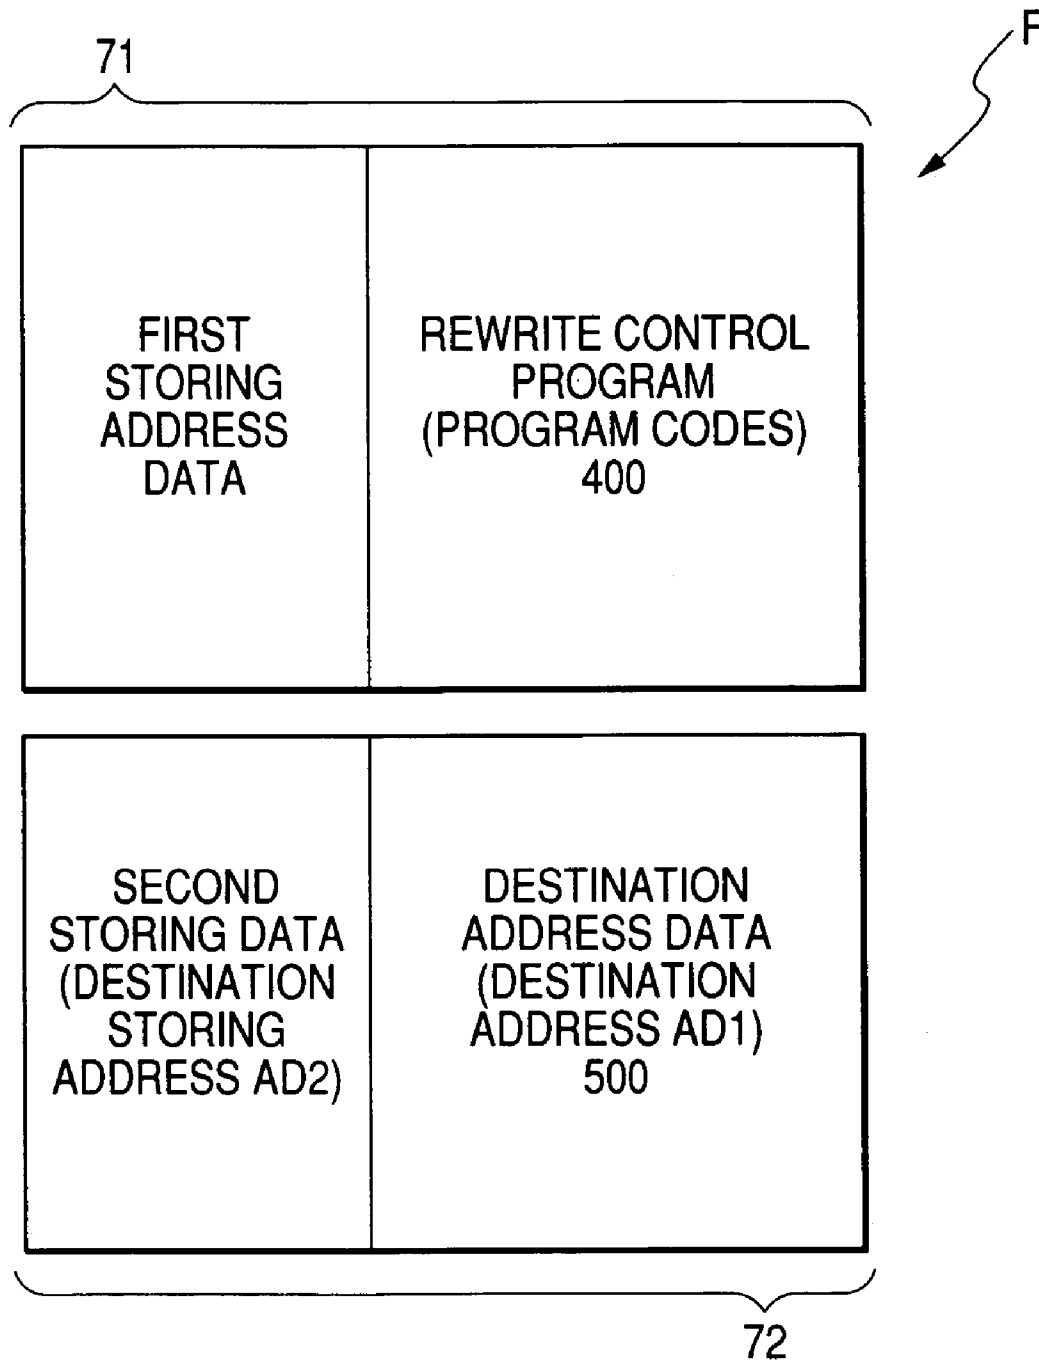 F
71
FIRST
STORING
ADDRESS
DATA
REWRITE CONTROL
PROGRAM
(PROGRAM CODES)
400
SECOND
STORING DATA
(DESTINATION
STORING
ADDRESS AD2)
DESTINATION
ADDRESS DATA
(DESTINATION
ADDRESS AD1)
500
72